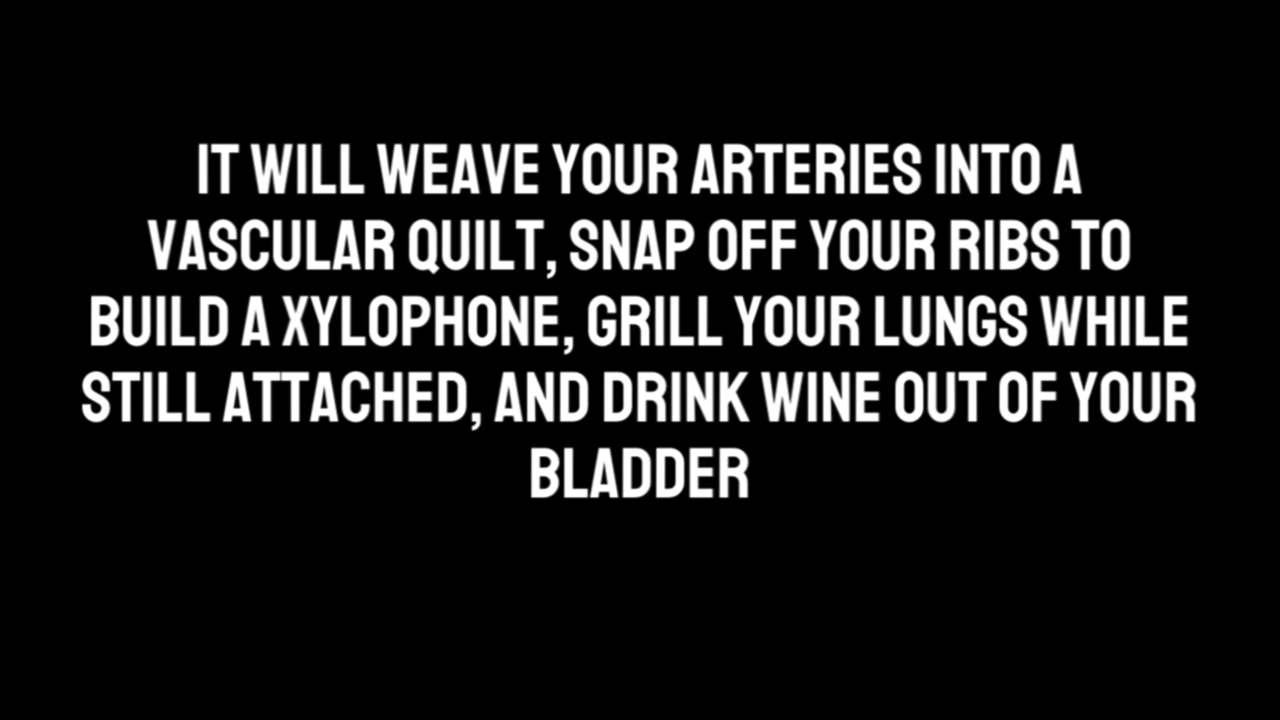 IT WILL WEAVE YOUR ARTERIES INTO A
VASCULAR QUILT, SNAP OFF YOUR RIBS TO
BUILD A XYLOPHONE, GRILL YOUR LUNGS WHILE
STILL ATTACHED, AND DRINK WINE OUT OF YOUR
BLADDER